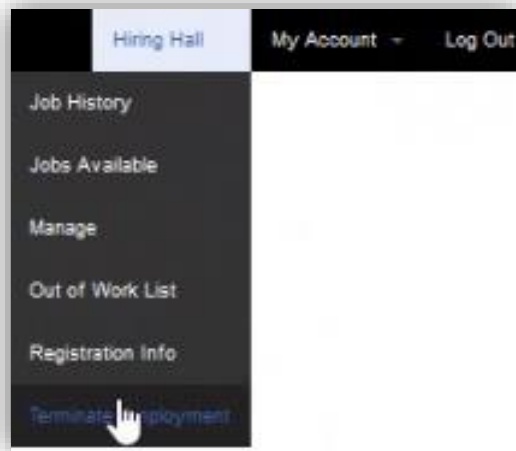 Hiring Hall My Account Log Out
Job History
Jobs Available
Manage
Out of Work List
Registration Info
Terminate Employment